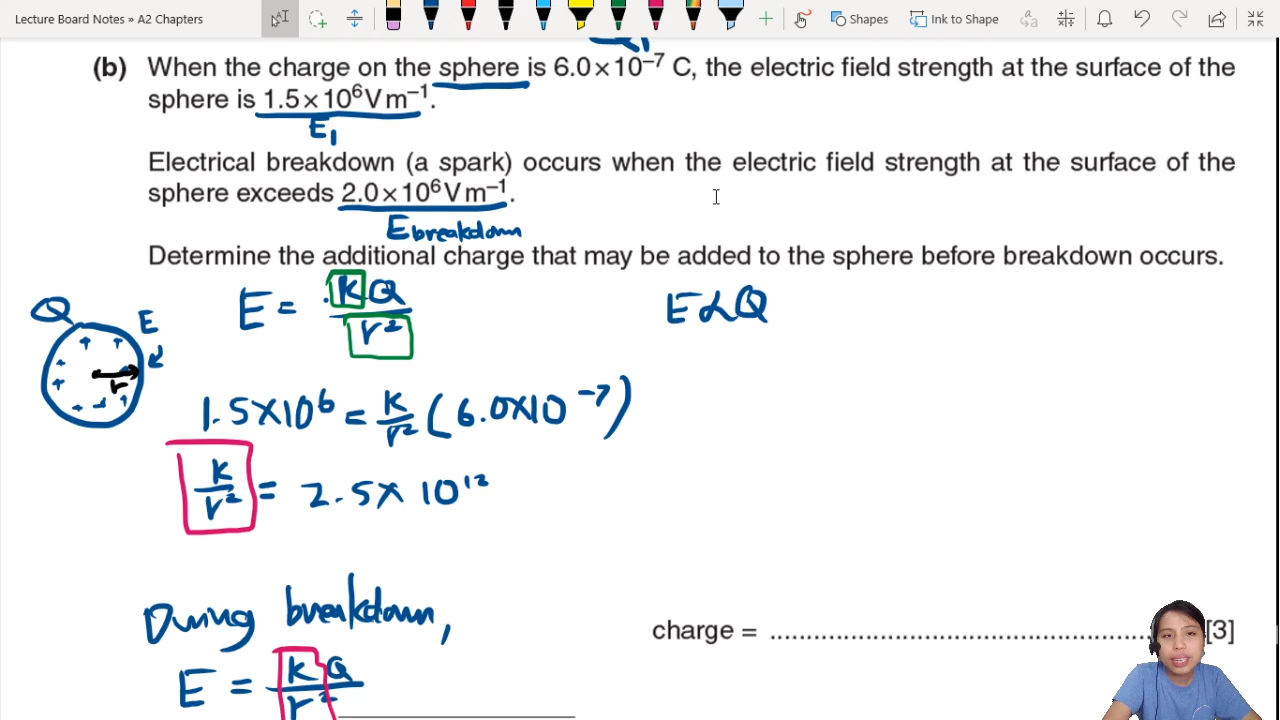 Lecture Board Notes » A2 Chapters
Shapes
Ink to Shape
(b) When the charge on the sphere is 6.0×10⁻⁷ C, the electric field strength at the surface of the
sphere is 1.5×10⁶ V m⁻¹.
E₁
Electrical breakdown (a spark) occurs when the electric field strength at the surface of the
sphere exceeds 2.0×10⁶ V m⁻¹.
Ebreakdown
Determine the additional charge that may be added to the sphere before breakdown occurs.
Q
E
r
E = kQ / r²
E ∝ Q
1.5×10⁶ = k/r² (6.0×10⁻⁷)
k/r² = 2.5×10¹²
During breakdown,
E = kQ / r²
charge = .................................................... [3]